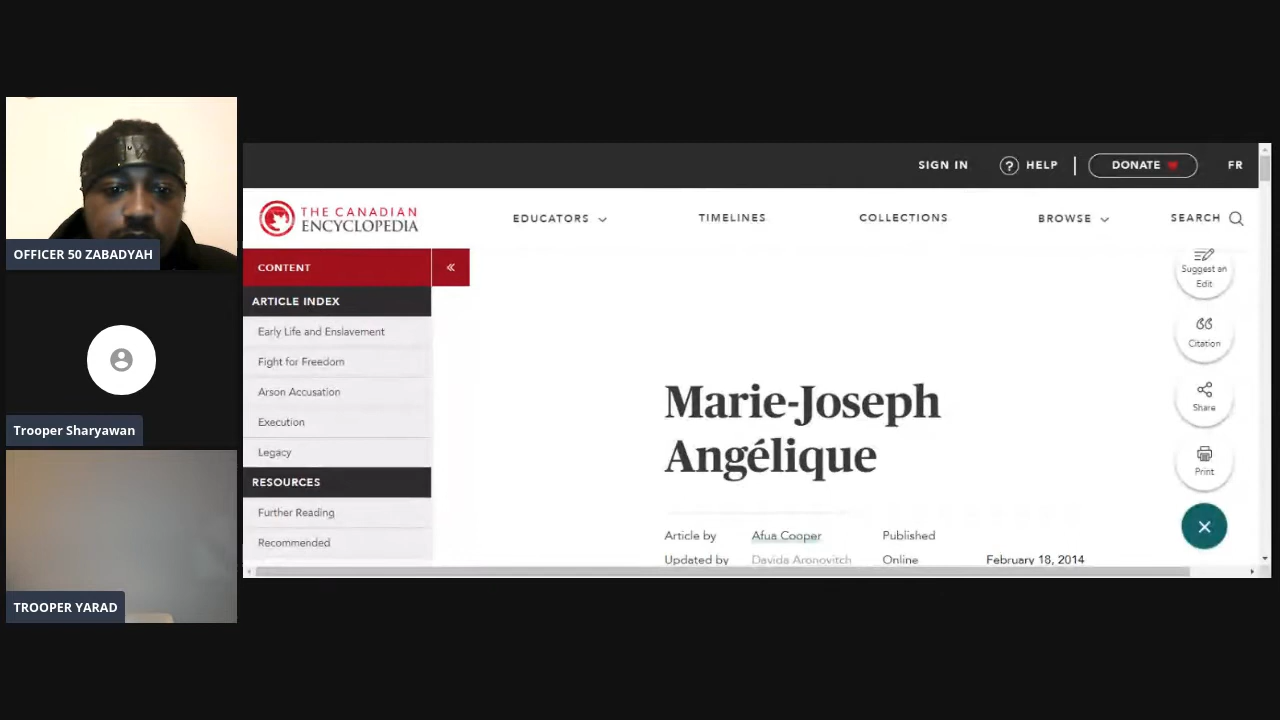 OFFICER 50 ZABADYAH
Trooper Sharyawan
TROOPER YARAD
SIGN IN
? HELP
DONATE
FR
THE CANADIAN
ENCYCLOPEDIA
EDUCATORS
TIMELINES
COLLECTIONS
BROWSE
SEARCH
CONTENT
«
ARTICLE INDEX
Early Life and Enslavement
Fight for Freedom
Arson Accusation
Execution
Legacy
RESOURCES
Further Reading
Recommended
Marie-Joseph
Angélique
Article by Afua Cooper Published
Updated by Davida Aronovitch Online February 18, 2014
Suggest an
Edit
Citation
Share
Print